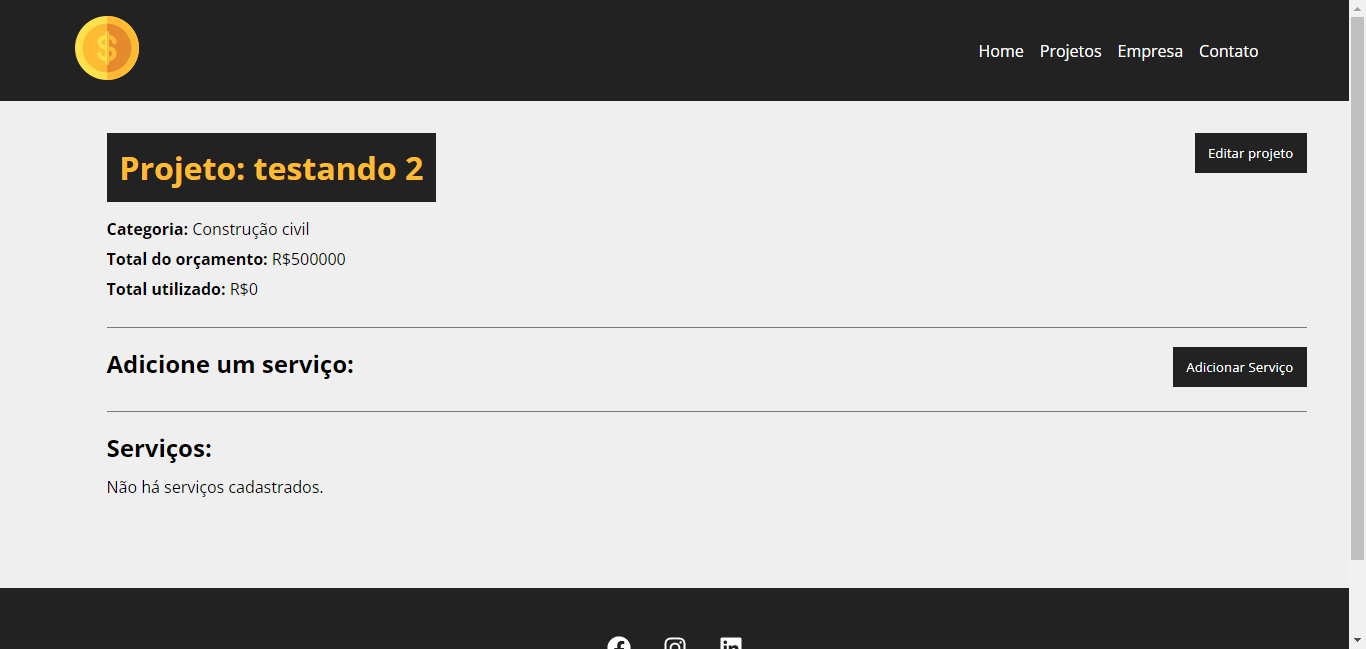 $
Home Projetos Empresa Contato
Projeto: testando 2
Editar projeto
Categoria: Construção civil
Total do orçamento: R$500000
Total utilizado: R$0
Adicione um serviço:
Adicionar Serviço
Serviços:
Não há serviços cadastrados.